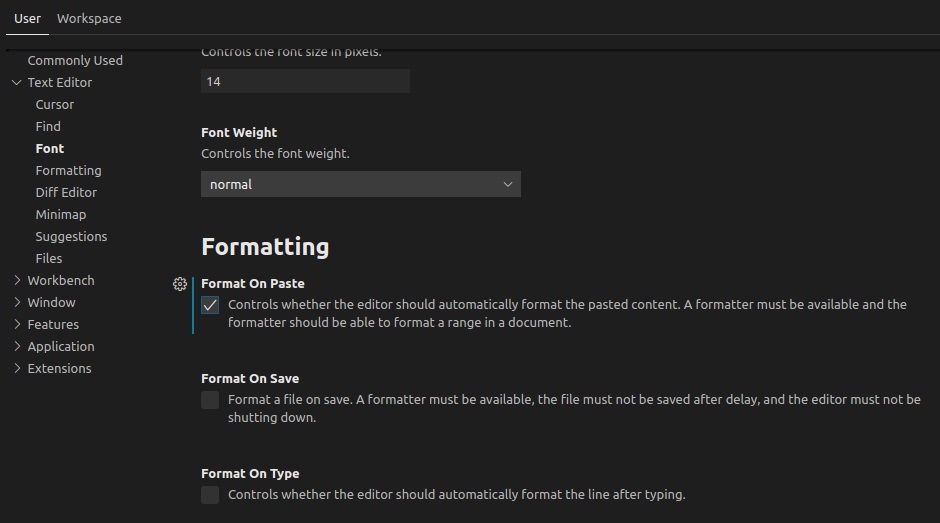 User Workspace
Controls the font size in pixels.
Commonly Used
14
Text Editor
Cursor
Find
Font
Formatting
Diff Editor
Minimap
Suggestions
Files
Workbench
Window
Features
Application
Extensions
Font Weight
Controls the font weight.
normal
Formatting
Format On Paste
Controls whether the editor should automatically format the pasted content. A formatter must be available and the
formatter should be able to format a range in a document.
Format On Save
Format a file on save. A formatter must be available, the file must not be saved after delay, and the editor must not be
shutting down.
Format On Type
Controls whether the editor should automatically format the line after typing.